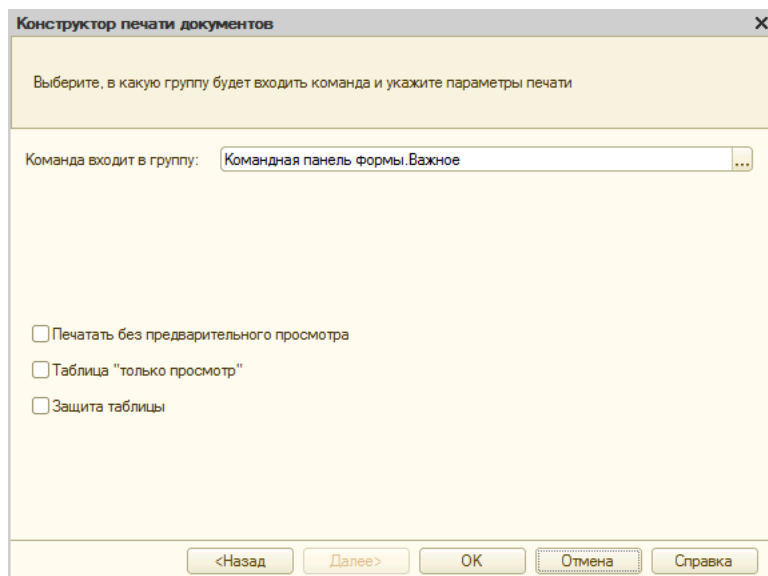 Конструктор печати документов
Выберите, в какую группу будет входить команда и укажите параметры печати
Команда входит в группу: Командная панель формы.Важное ...
Печатать без предварительного просмотра
Таблица "только просмотр"
Защита таблицы
<Назад Далее> ОК Отмена Справка